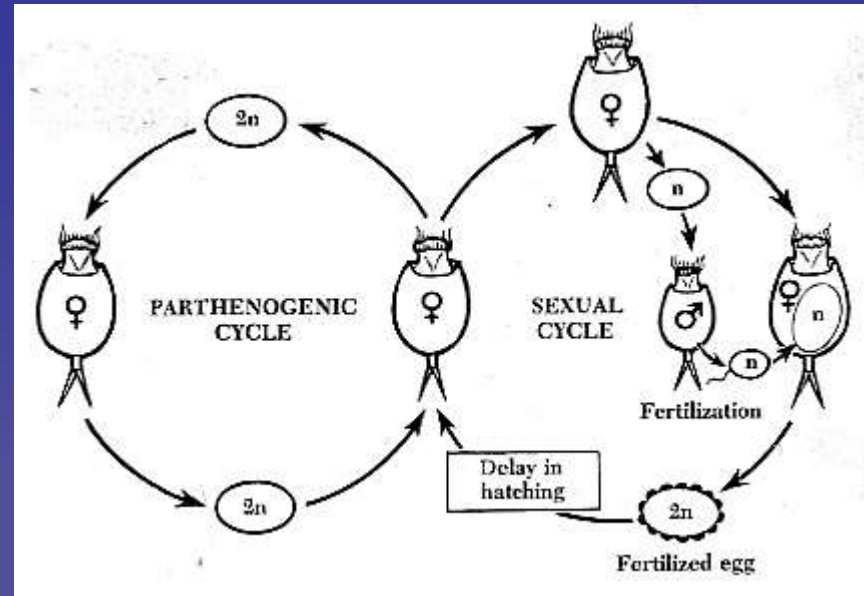 2n
n
n
n
PARTHENOGENIC
CYCLE
SEXUAL
CYCLE
Fertilization
Delay in
hatching
2n
2n
Fertilized egg